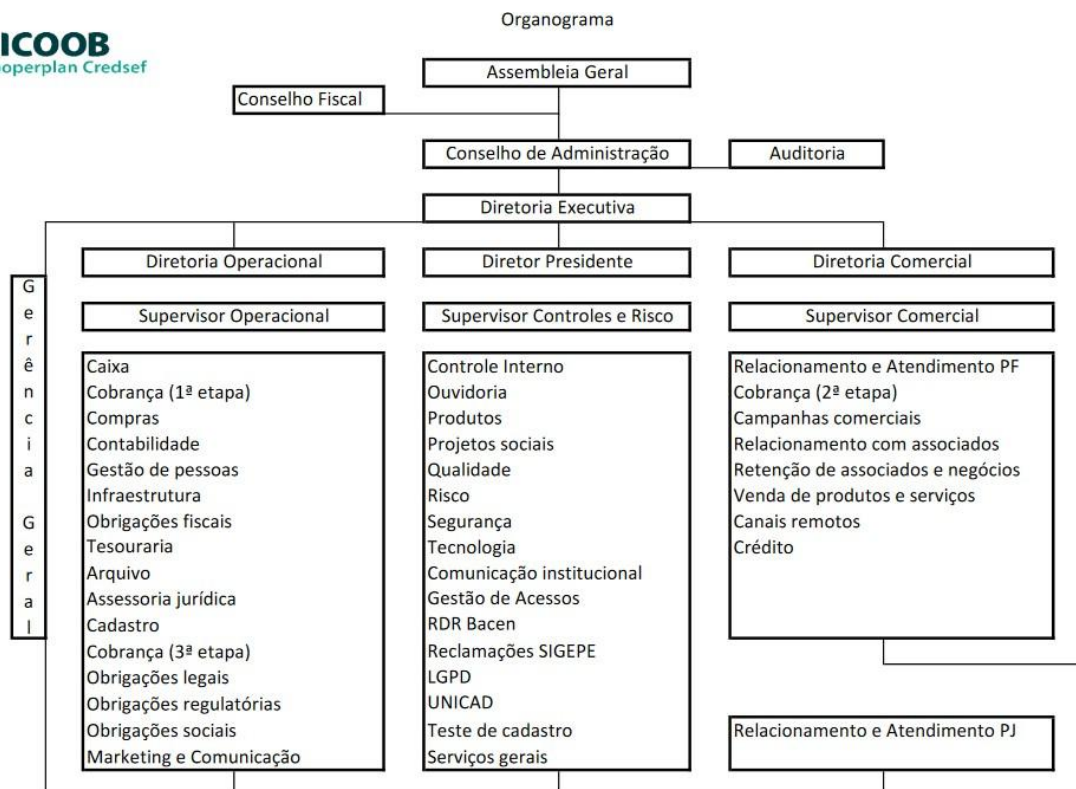 Organograma
ICOOB
operplan Credsef
Assembleia Geral
Conselho Fiscal
Conselho de Administração
Auditoria
Diretoria Executiva
Diretoria Operacional
Diretor Presidente
Diretoria Comercial
Gerência Geral
Supervisor Operacional
Supervisor Controles e Risco
Supervisor Comercial
Caixa
Cobrança (1ª etapa)
Compras
Contabilidade
Gestão de pessoas
Infraestrutura
Obrigações fiscais
Tesouraria
Arquivo
Assessoria jurídica
Cadastro
Cobrança (3ª etapa)
Obrigações legais
Obrigações regulatórias
Obrigações sociais
Marketing e Comunicação
Controle Interno
Ouvidoria
Produtos
Projetos sociais
Qualidade
Risco
Segurança
Tecnologia
Comunicação institucional
Gestão de Acessos
RDR Bacen
Reclamações SIGEPE
LGPD
UNICAD
Teste de cadastro
Serviços gerais
Relacionamento e Atendimento PF
Cobrança (2ª etapa)
Campanhas comerciais
Relacionamento com associados
Retenção de associados e negócios
Venda de produtos e serviços
Canais remotos
Crédito
Relacionamento e Atendimento PJ